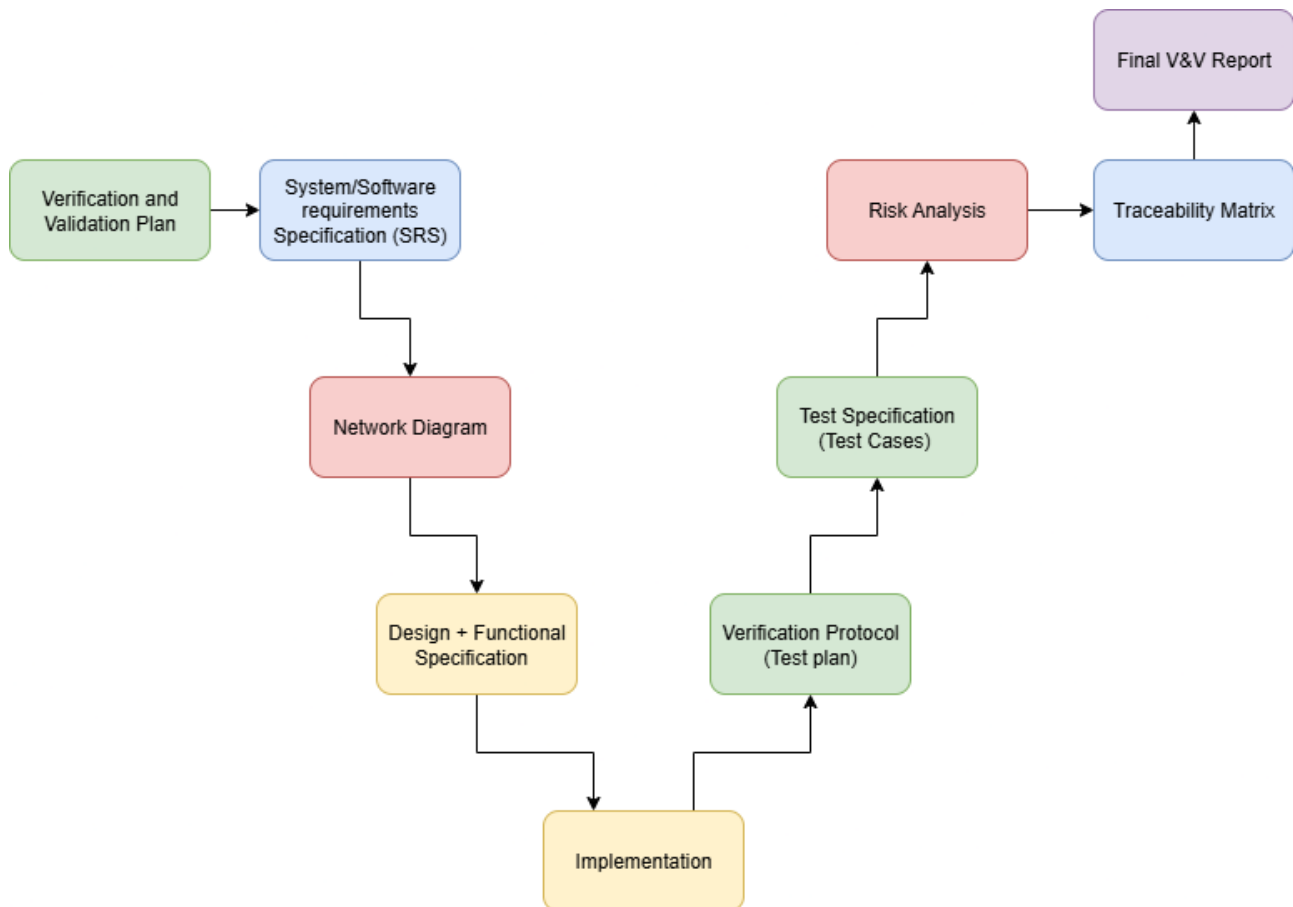 Verification and
Validation Plan
System/Software
requirements
Specification (SRS)
Network Diagram
Design + Functional
Specification
Implementation
Verification Protocol
(Test plan)
Test Specification
(Test Cases)
Risk Analysis
Traceability Matrix
Final V&V Report